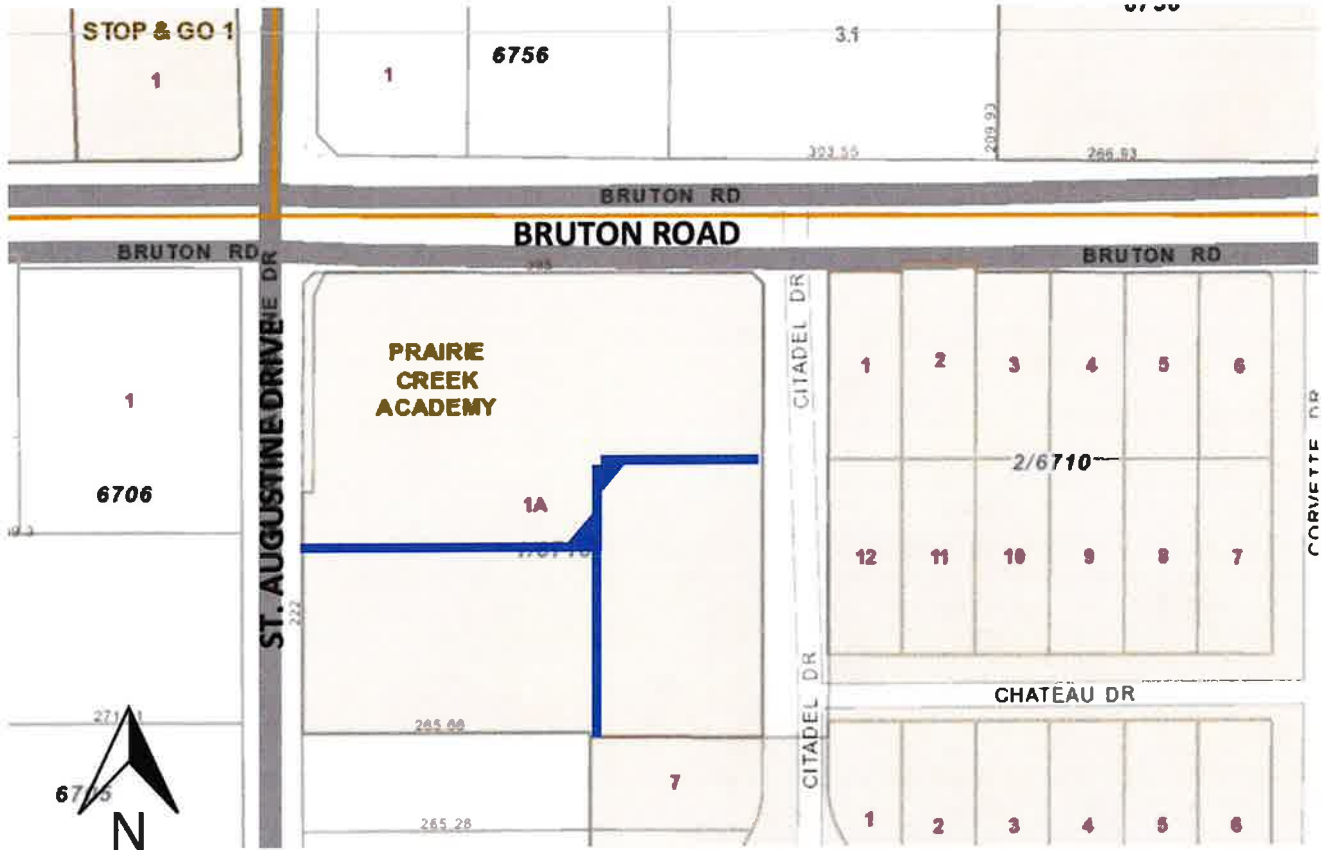 STOP & GO 1
1
1
6756
3.1
209.93
303.55
266.93
BRUTON RD
BRUTON ROAD
BRUTON RD
BRUTON RD
395
ST. AUGUSTINE DRIVE
CITADEL DR
PRAIRIE
CREEK
ACADEMY
1
1 2 3 4 5 6
2/6710
CORVETTE DR
6706
1A
12 11 10 9 8 7
222
CITADEL DR
CHATEAU DR
265.66
7
265.26
1 2 3 4 5 6
N